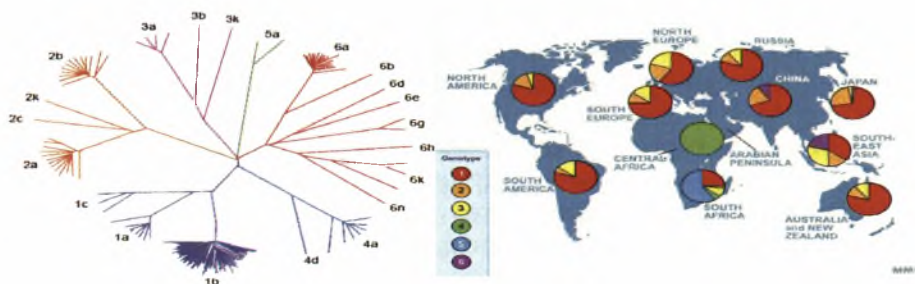 2b
3a
3b
3k
5a
6a
6b
6d
6e
6g
6h
6k
6n
2k
2c
2a
1c
1a
1b
4d
4a
NORTH
EUROPE
RUSSIA
NORTH
AMERICA
CHINA
JAPAN
SOUTH
EUROPE
SOUTH-
EAST
ASIA
CENTRAL
AFRICA
ARABIAN
PENINSULA
SOUTH
AMERICA
SOUTH
AFRICA
AUSTRALIA
and NEW
ZEALAND
Genotype
1
2
3
4
5
6